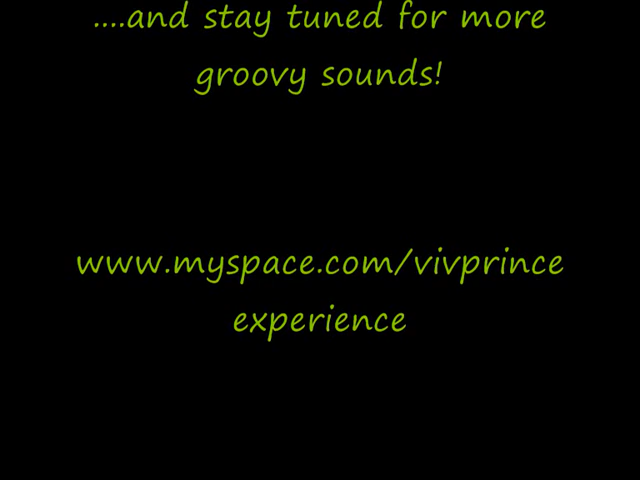 ....and stay tuned for more
groovy sounds!
www.myspace.com/vivprince
experience